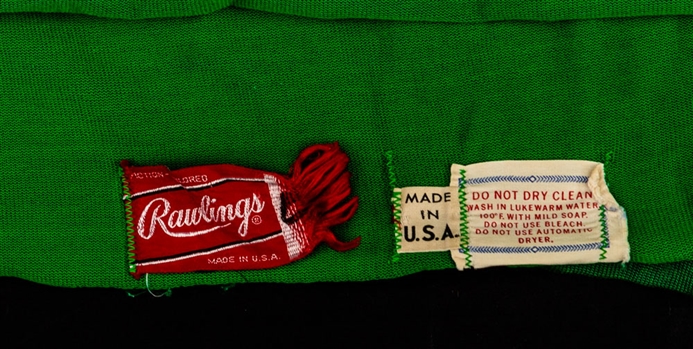 Rawlings®
MADE IN U.S.A.
MADE
IN
U.S.A.
DO NOT DRY CLEAN
WASH IN LUKEWARM WATER
100°F. WITH MILD SOAP.
DO NOT USE BLEACH.
DO NOT USE AUTOMATIC
DRYER.